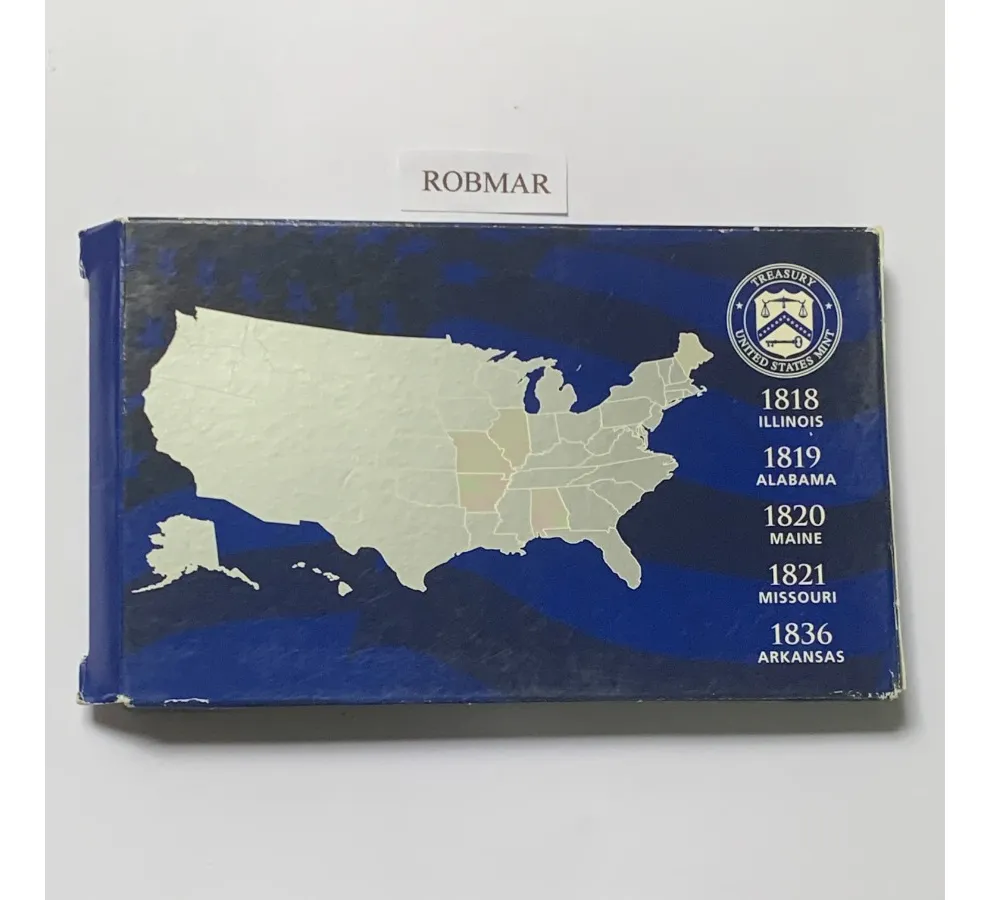 ROBMAR
TREASURY
UNITED STATES MINT
1818
ILLINOIS
1819
ALABAMA
1820
MAINE
1821
MISSOURI
1836
ARKANSAS